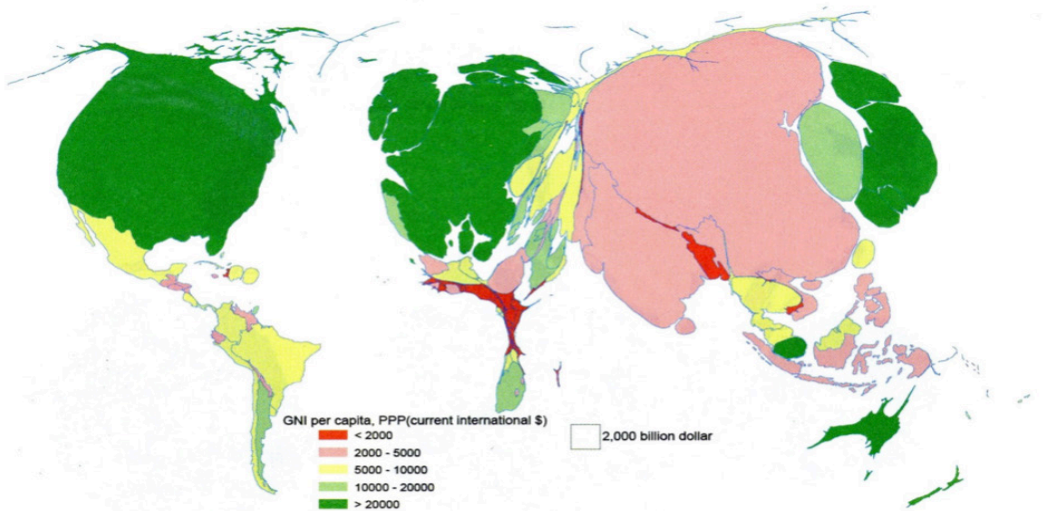 GNI per capita, PPP(current international $)
< 2000
2000 - 5000
5000 - 10000
10000 - 20000
> 20000
2,000 billion dollar